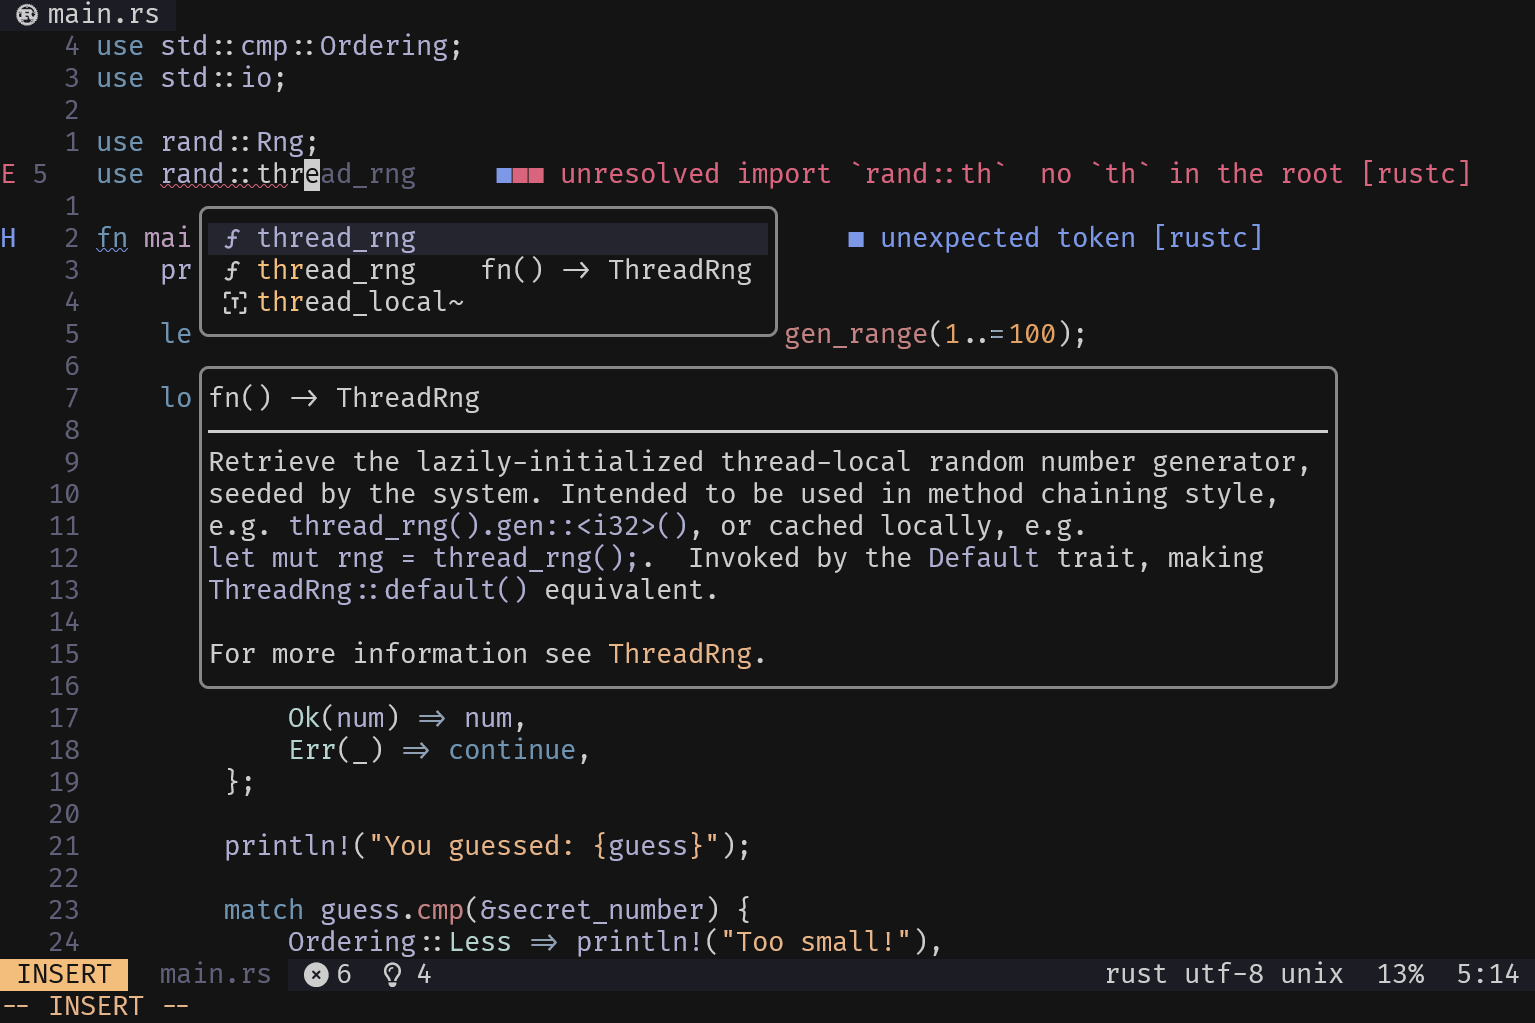 main.rs
4 use std::cmp::Ordering;
3 use std::io;
2
1 use rand::Rng;
E 5 use rand::thread_rng ■■■ unresolved import `rand::th` no `th` in the root [rustc]
1
H 2 fn mai ■ unexpected token [rustc]
ƒ thread_rng
3 pr
ƒ thread_rng fn() -> ThreadRng
4
[T] thread_local~
5 le gen_range(1..=100);
6
7 lo
fn() -> ThreadRng
8
9
Retrieve the lazily-initialized thread-local random number generator,
10
seeded by the system. Intended to be used in method chaining style,
11
e.g. thread_rng().gen::<i32>(), or cached locally, e.g.
12
let mut rng = thread_rng();.  Invoked by the Default trait, making
13
ThreadRng::default() equivalent.
14
15
For more information see ThreadRng.
16
17 Ok(num) => num,
18 Err(_) => continue,
19 };
20
21 println!("You guessed: {guess}");
22
23 match guess.cmp(&secret_number) {
24 Ordering::Less => println!("Too small!"),
INSERT main.rs 6 4 rust utf-8 unix 13% 5:14
-- INSERT --